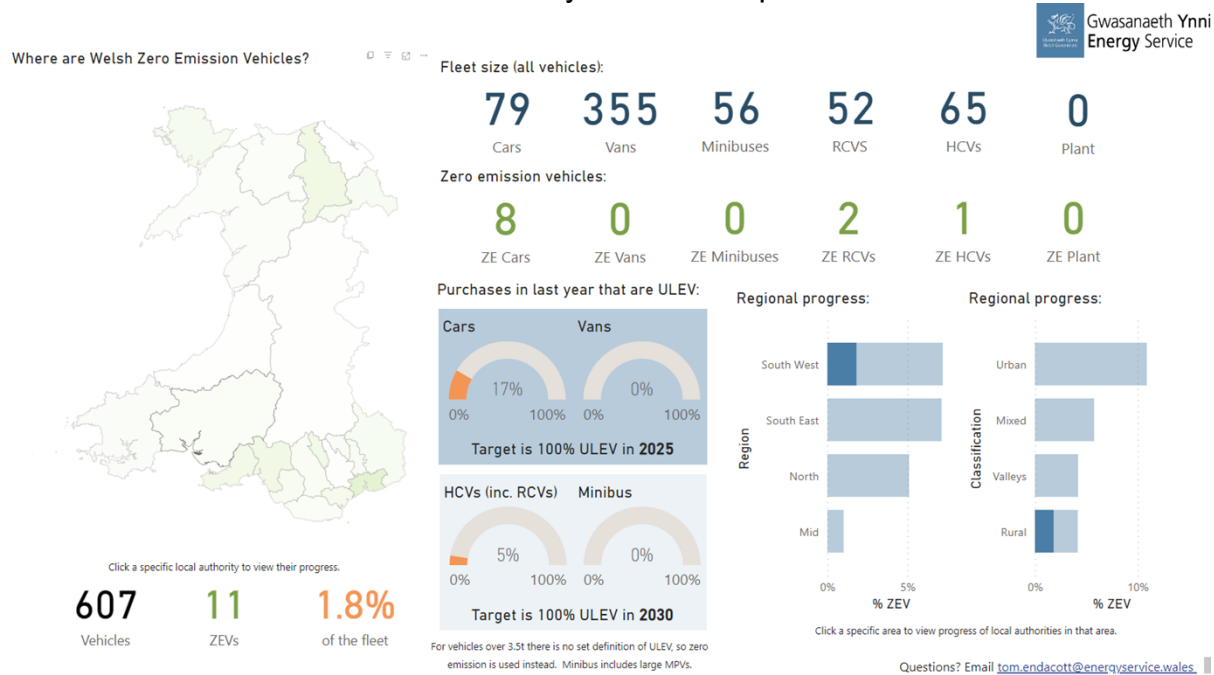 Gwasanaeth Ynni
Energy Service
Where are Welsh Zero Emission Vehicles?
Fleet size (all vehicles):
79 355 56 52 65 0
Cars Vans Minibuses RCVS HCVs Plant
Zero emission vehicles:
8 0 0 2 1 0
ZE Cars ZE Vans ZE Minibuses ZE RCVs ZE HCVs ZE Plant
Purchases in last year that are ULEV:
Cars Vans
17% 0%
0% 100% 0% 100%
Target is 100% ULEV in 2025
HCVs (inc. RCVs) Minibus
5% 0%
0% 100% 0% 100%
Target is 100% ULEV in 2030
For vehicles over 3.5t there is no set definition of ULEV, so zero
emission is used instead. Minibus includes large MPVs.
Regional progress:
Region
South West
South East
North
Mid
0% 5%
% ZEV
Regional progress:
Classification
Urban
Mixed
Valleys
Rural
0% 10%
% ZEV
Click a specific area to view progress of local authorities in that area.
Click a specific local authority to view their progress.
607 11 1.8%
Vehicles ZEVs of the fleet
Questions? Email tom.endacott@energyservice.wales